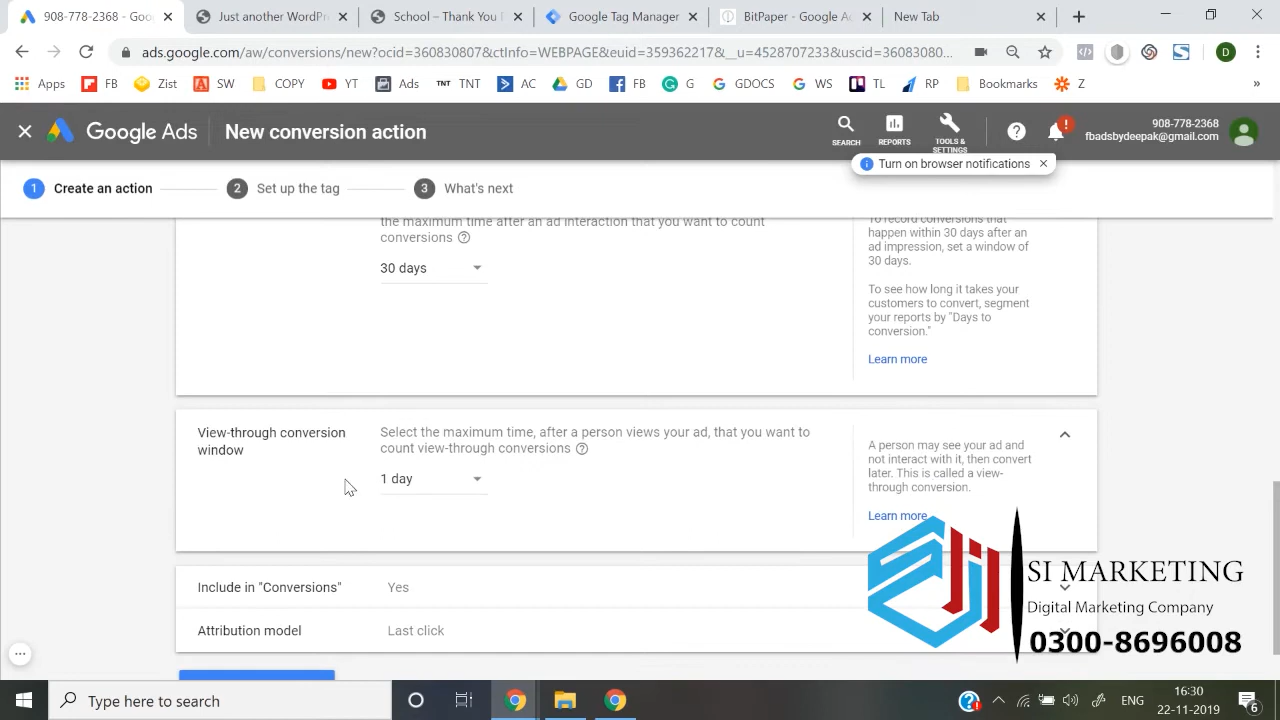 908-778-2368 - Google Ads
Just another WordPr
School – Thank You
Google Tag Manager
BitPaper - Google Ad
New Tab
ads.google.com/aw/conversions/new?ocid=360830807&ctInfo=WEBPAGE&euid=359362217&__u=4528707233&uscid=36083080...
D
Apps
FB
Zist
SW
COPY
YT
Ads
TNT TNT
AC
GD
FB
G
GDOCS
WS
TL
RP
Bookmarks
Z
»
Google Ads
New conversion action
SEARCH
REPORTS
TOOLS & SETTINGS
908-778-2368
fbadsbydeepak@gmail.com
Turn on browser notifications
1 Create an action
2 Set up the tag
3 What's next
the maximum time after an ad interaction that you want to count
conversions
30 days
To record conversions that
happen within 30 days after an
ad impression, set a window of
30 days.
To see how long it takes your
customers to convert, segment
your reports by "Days to
conversion."
Learn more
View-through conversion
window
Select the maximum time, after a person views your ad, that you want to
count view-through conversions
1 day
A person may see your ad and
not interact with it, then convert
later. This is called a view-
through conversion.
Learn more
Include in "Conversions"
Yes
Attribution model
Last click
SI MARKETING
Digital Marketing Company
0300-8696008
Type here to search
ENG
16:30
22-11-2019
6